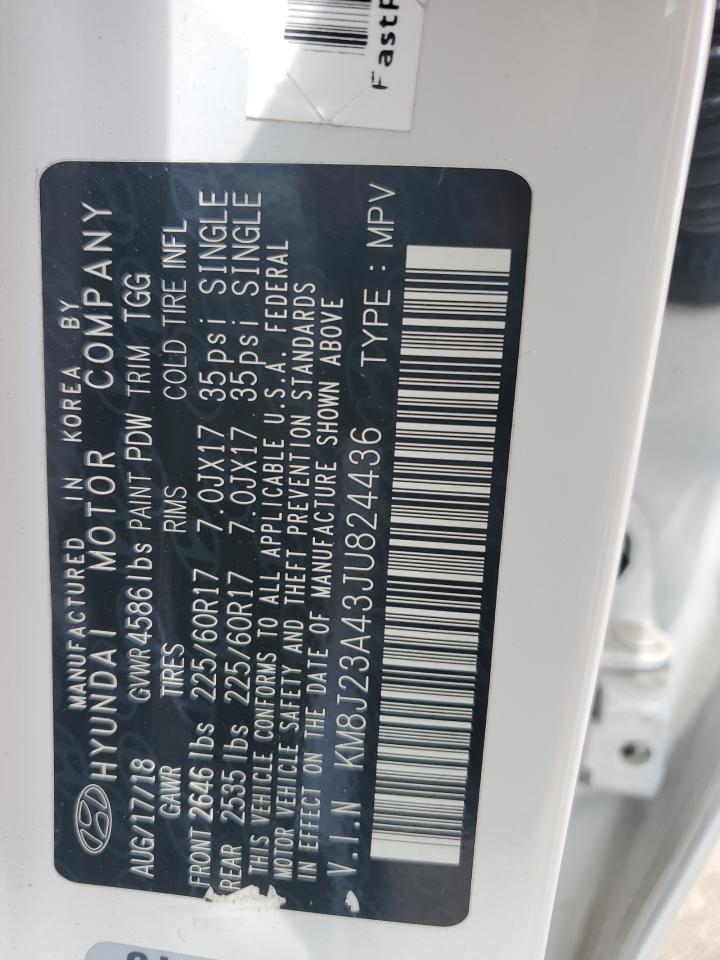 FastP
MANUFACTURED IN KOREA BY
HYUNDAI MOTOR COMPANY
AUG/17/18 GVWR 4586 lbs PAINT PDW TRIM TGG
GAWR TIRES RIMS COLD TIRE INFL
FRONT 2646 lbs 225/60R17 7.0JX17 35psi SINGLE
REAR 2535 lbs 225/60R17 7.0JX17 35psi SINGLE
THIS VEHICLE CONFORMS TO ALL APPLICABLE U.S.A. FEDERAL
MOTOR VEHICLE SAFETY AND THEFT PREVENTION STANDARDS
IN EFFECT ON THE DATE OF MANUFACTURE SHOWN ABOVE
V.I.N KM8J23A43JU824436 TYPE : MPV